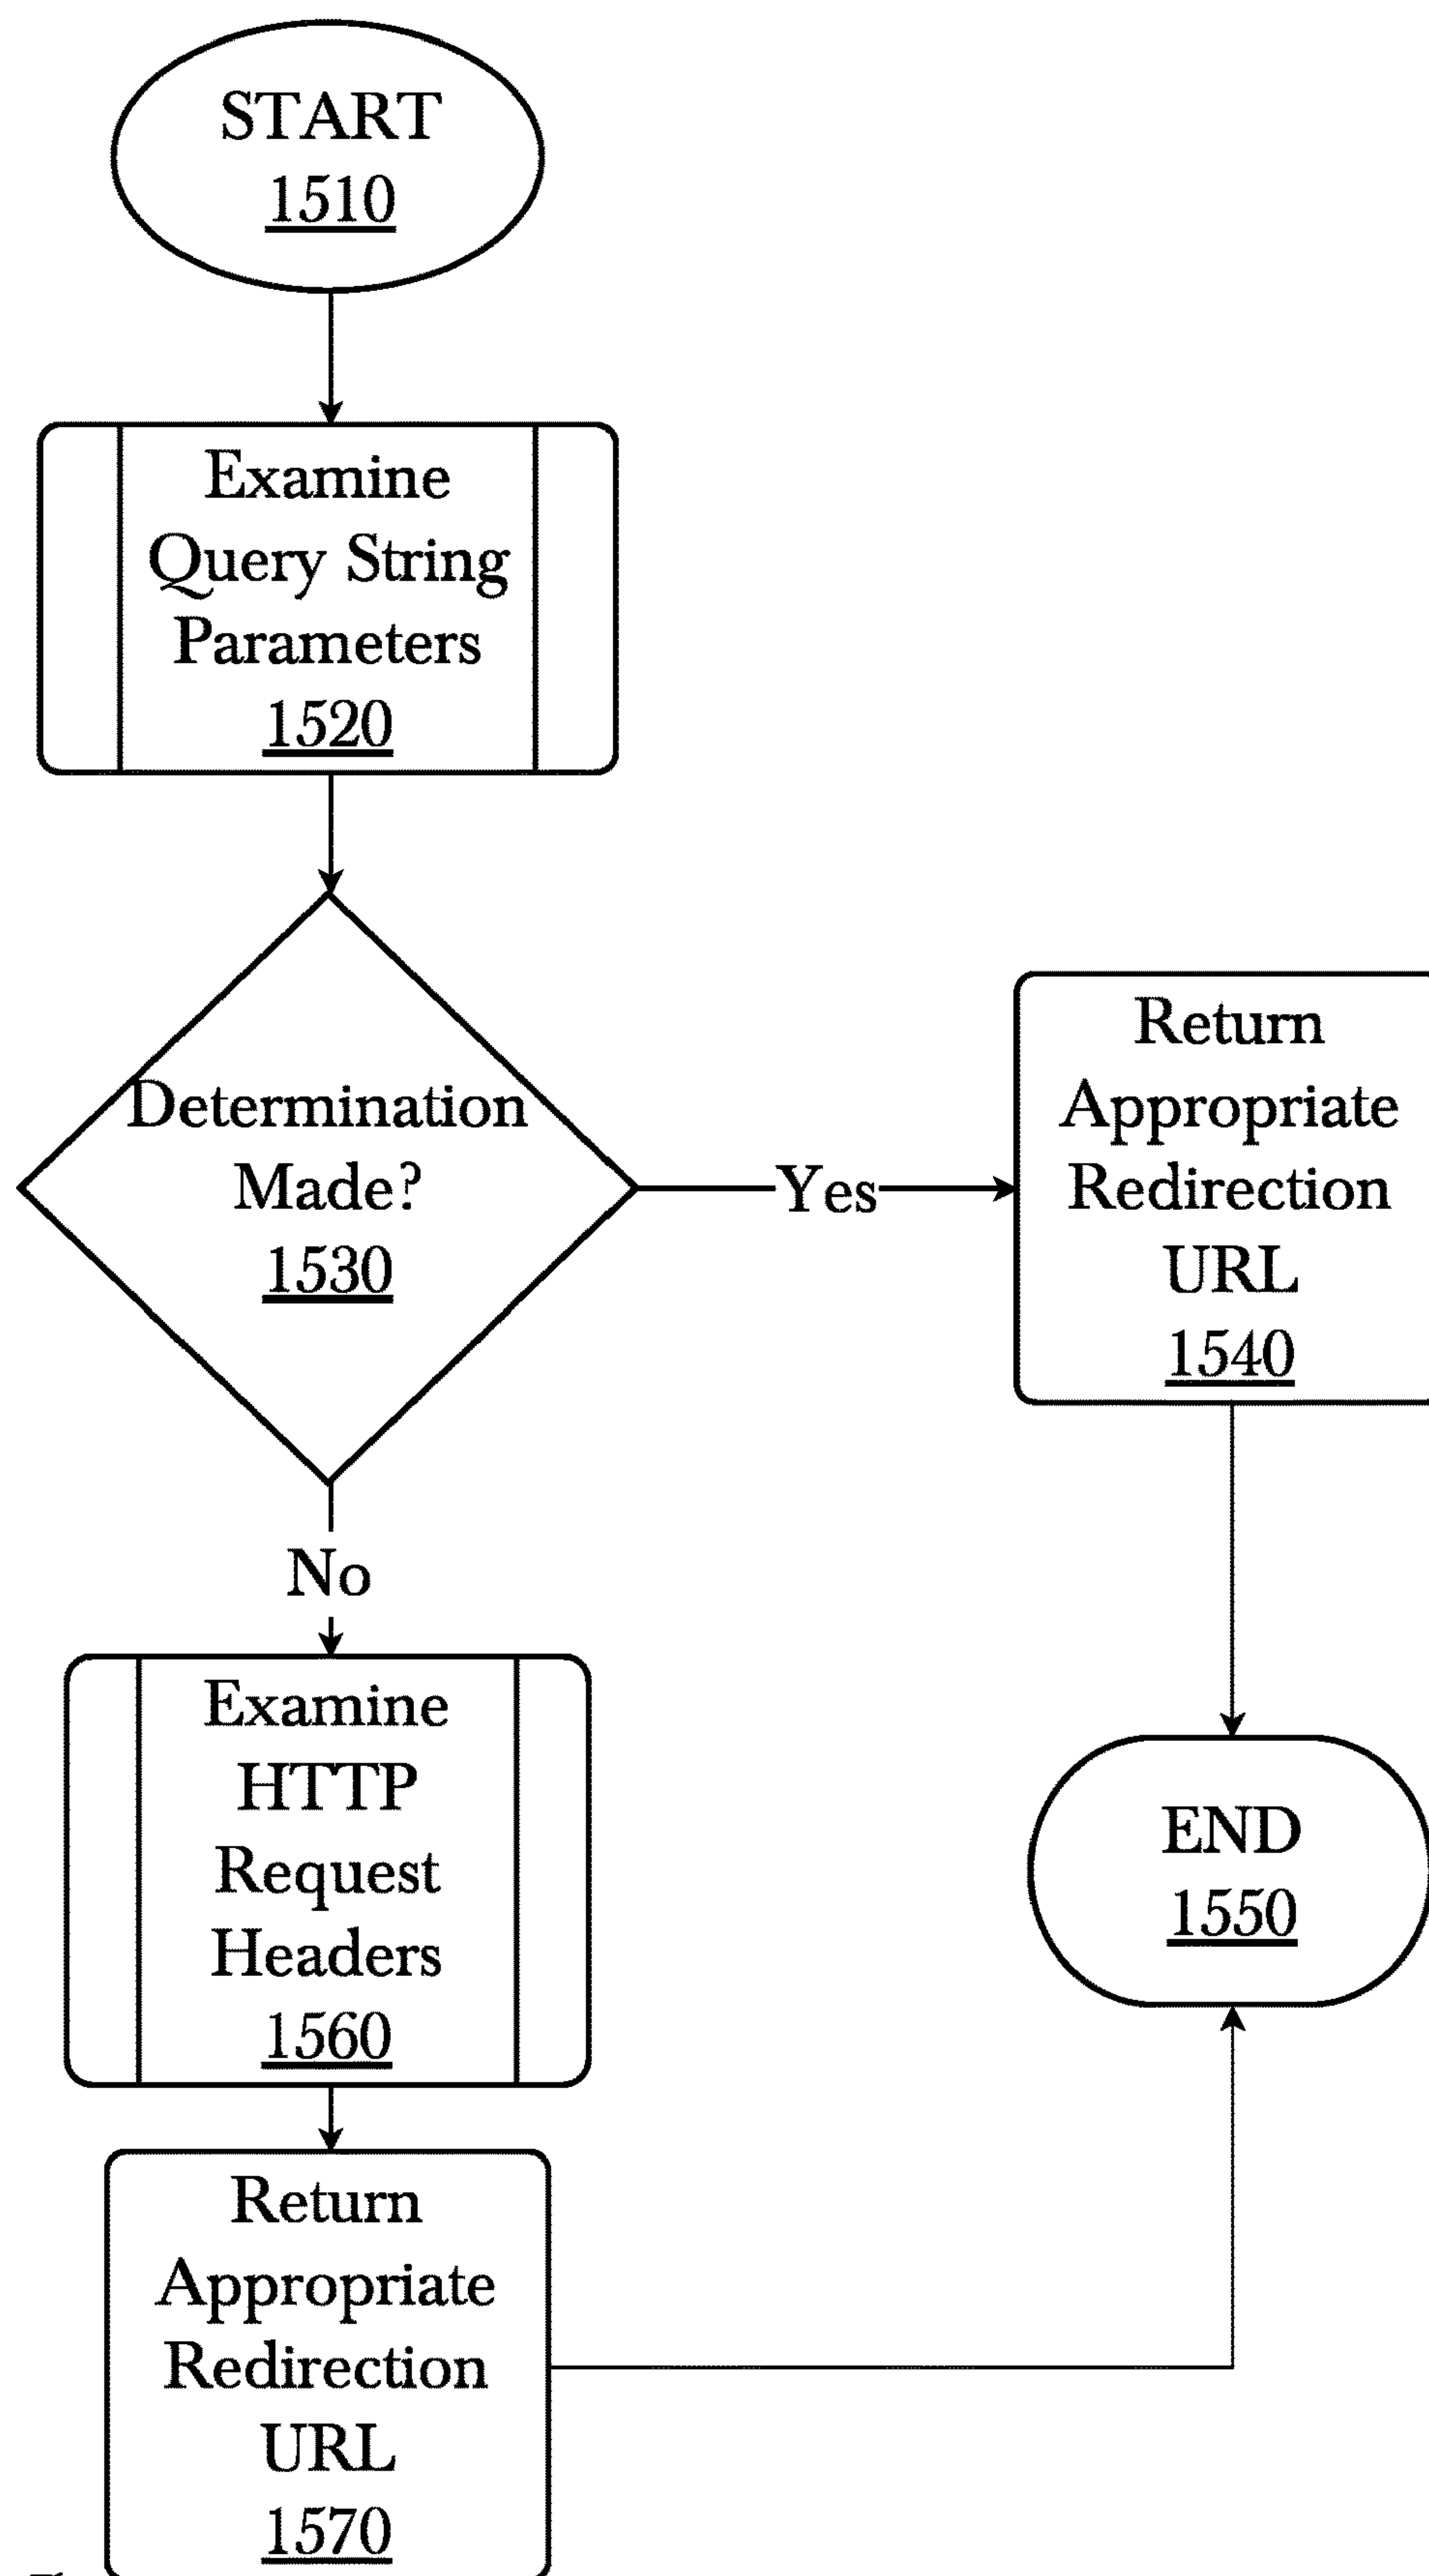 START
1510
Examine
Query String
Parameters
1520
Determination
Made?
1530
Yes
Return
Appropriate
Redirection
URL
1540
No
Examine
HTTP
Request
Headers
1560
END
1550
Return
Appropriate
Redirection
URL
1570